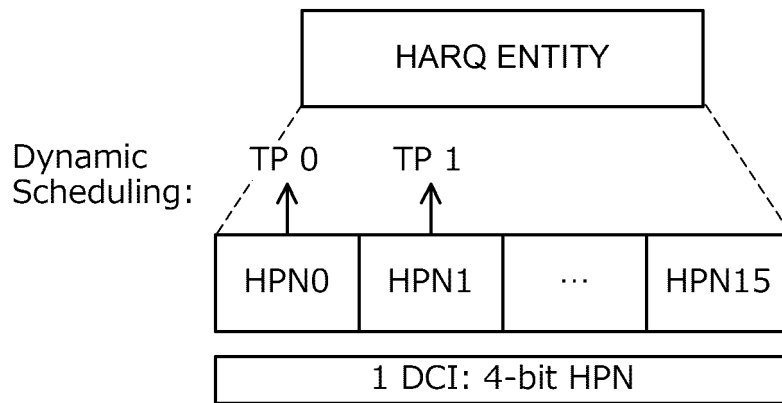 HARQ ENTITY
Dynamic
Scheduling:
TP 0
TP 1
HPN0
HPN1
...
HPN15
1 DCI: 4-bit HPN